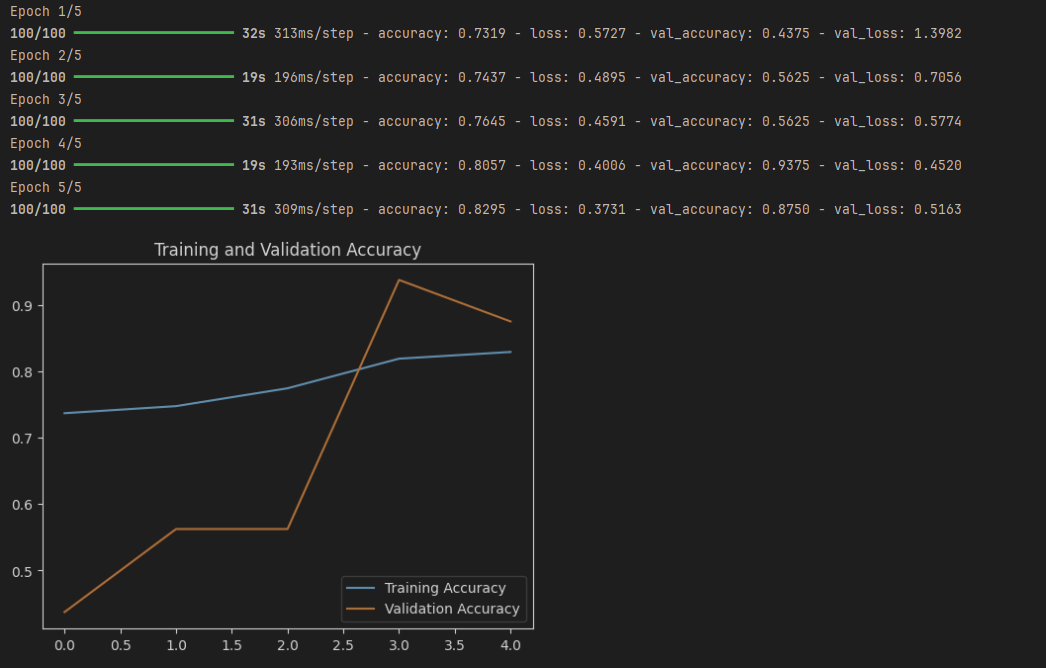 Epoch 1/5
100/100 32s 313ms/step - accuracy: 0.7319 - loss: 0.5727 - val_accuracy: 0.4375 - val_loss: 1.3982
Epoch 2/5
100/100 19s 196ms/step - accuracy: 0.7437 - loss: 0.4895 - val_accuracy: 0.5625 - val_loss: 0.7056
Epoch 3/5
100/100 31s 306ms/step - accuracy: 0.7645 - loss: 0.4591 - val_accuracy: 0.5625 - val_loss: 0.5774
Epoch 4/5
100/100 19s 193ms/step - accuracy: 0.8057 - loss: 0.4006 - val_accuracy: 0.9375 - val_loss: 0.4520
Epoch 5/5
100/100 31s 309ms/step - accuracy: 0.8295 - loss: 0.3731 - val_accuracy: 0.8750 - val_loss: 0.5163
Training and Validation Accuracy
0.9
0.8
0.7
0.6
0.5
Training Accuracy
Validation Accuracy
0.0 0.5 1.0 1.5 2.0 2.5 3.0 3.5 4.0